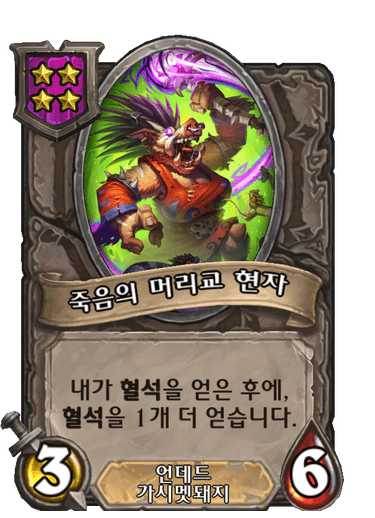 죽음의 머리교 현자
내가 혈석을 얻은 후에,
혈석을 1개 더 얻습니다.
3
언데드
가시멧돼지
6